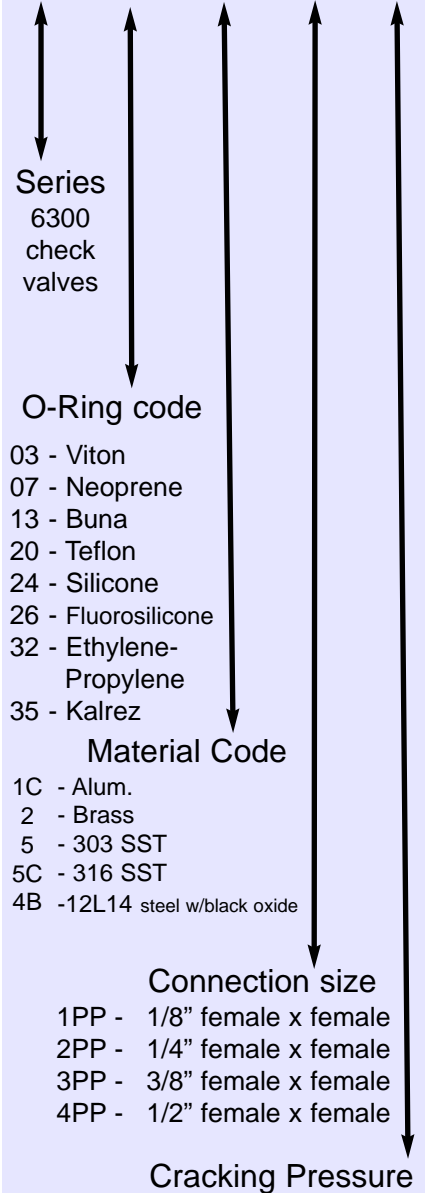 Series
6300
check
valves
O-Ring code
03 - Viton
07 - Neoprene
13 - Buna
20 - Teflon
24 - Silicone
26 - Fluorosilicone
32 - Ethylene-
Propylene
35 - Kalrez
Material Code
1C - Alum.
2 - Brass
5 - 303 SST
5C - 316 SST
4B -12L14 steel w/black oxide
Connection size
1PP - 1/8” female x female
2PP - 1/4” female x female
3PP - 3/8” female x female
4PP - 1/2” female x female
Cracking Pressure